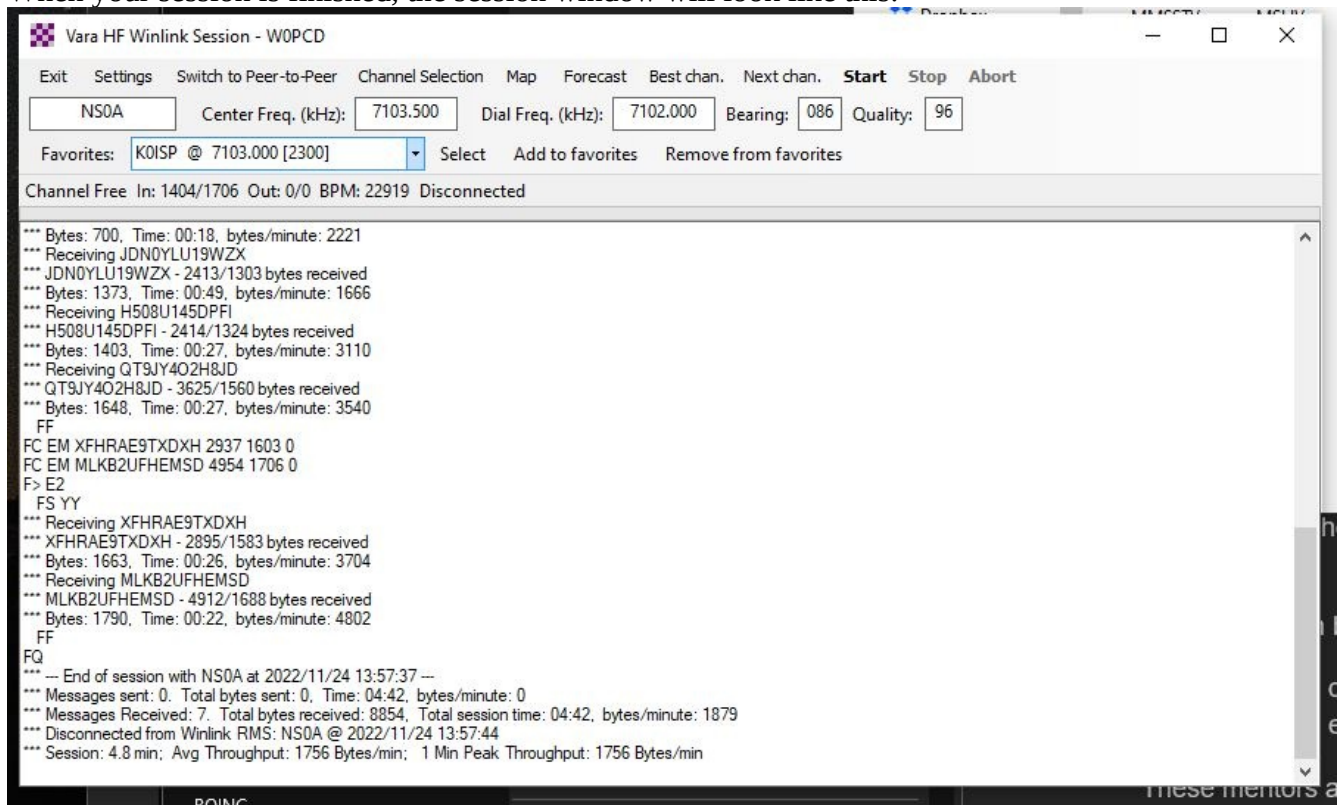 When your session is finished, the session window will look like this:
Vara HF Winlink Session - W0PCD
Exit Settings Switch to Peer-to-Peer Channel Selection Map Forecast Best chan. Next chan. Start Stop Abort
NS0A Center Freq. (kHz): 7103.500 Dial Freq. (kHz): 7102.000 Bearing: 086 Quality: 96
Favorites: K0ISP @ 7103.000 [2300] Select Add to favorites Remove from favorites
Channel Free In: 1404/1706 Out: 0/0 BPM: 22919 Disconnected
*** Bytes: 700, Time: 00:18, bytes/minute: 2221
*** Receiving JDN0YLU19WZX
*** JDN0YLU19WZX - 2413/1303 bytes received
*** Bytes: 1373, Time: 00:49, bytes/minute: 1666
*** Receiving H508U145DPFI
*** H508U145DPFI - 2414/1324 bytes received
*** Bytes: 1403, Time: 00:27, bytes/minute: 3110
*** Receiving QT9JY4O2H8JD
*** QT9JY4O2H8JD - 3625/1560 bytes received
*** Bytes: 1648, Time: 00:27, bytes/minute: 3540
FF
FC EM XFHRAE9TXDXH 2937 1603 0
FC EM MLKB2UFHEMSD 4954 1706 0
F> E2
FS YY
*** Receiving XFHRAE9TXDXH
*** XFHRAE9TXDXH - 2895/1583 bytes received
*** Bytes: 1663, Time: 00:26, bytes/minute: 3704
*** Receiving MLKB2UFHEMSD
*** MLKB2UFHEMSD - 4912/1688 bytes received
*** Bytes: 1790, Time: 00:22, bytes/minute: 4802
FF
FQ
*** --- End of session with NS0A at 2022/11/24 13:57:37 ---
*** Messages sent: 0. Total bytes sent: 0, Time: 04:42, bytes/minute: 0
*** Messages Received: 7. Total bytes received: 8854, Total session time: 04:42, bytes/minute: 1879
*** Disconnected from Winlink RMS: NS0A @ 2022/11/24 13:57:44
*** Session: 4.8 min; Avg Throughput: 1756 Bytes/min; 1 Min Peak Throughput: 1756 Bytes/min
These mentors a